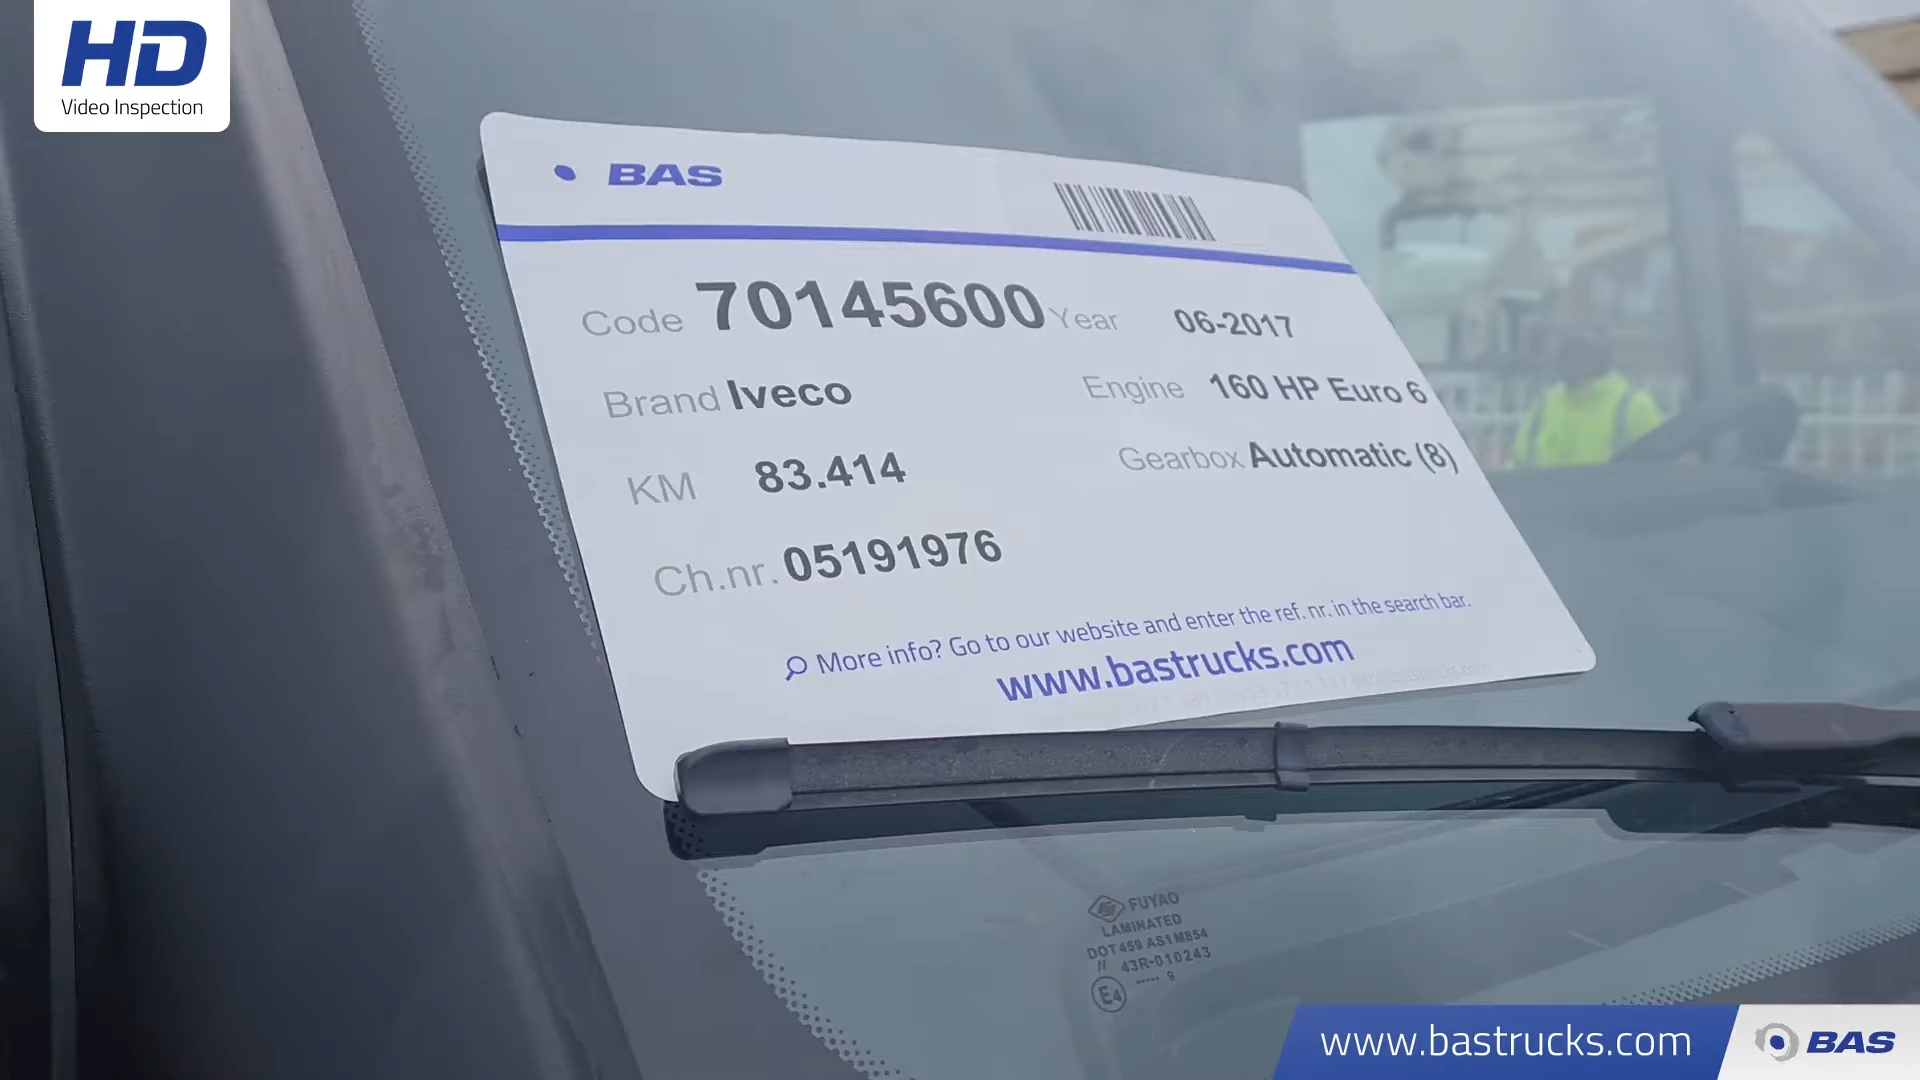 HD
Video Inspection
BAS
Code 70145600 Year 06-2017
Brand Iveco Engine 160 HP Euro 6
KM 83.414 Gearbox Automatic (8)
Ch.nr. 05191976
More info? Go to our website and enter the ref. nr. in the search bar.
www.bastrucks.com
FUYAO
LAMINATED
DOT 459 AS1 M854
// 43R-010243
..... 9
E4
www.bastrucks.com BAS